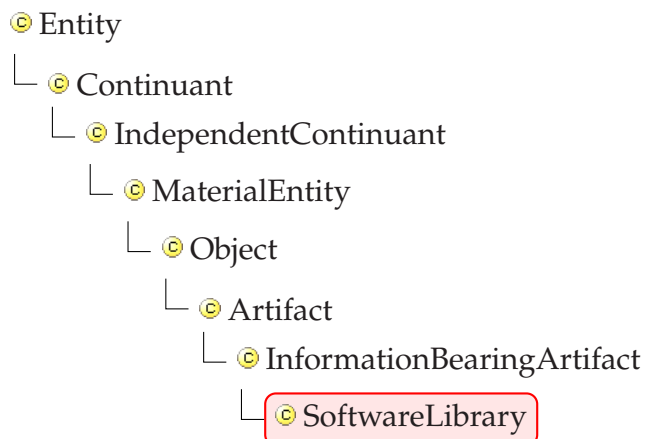 Entity
Continuant
IndependentContinuant
MaterialEntity
Object
Artifact
InformationBearingArtifact
SoftwareLibrary